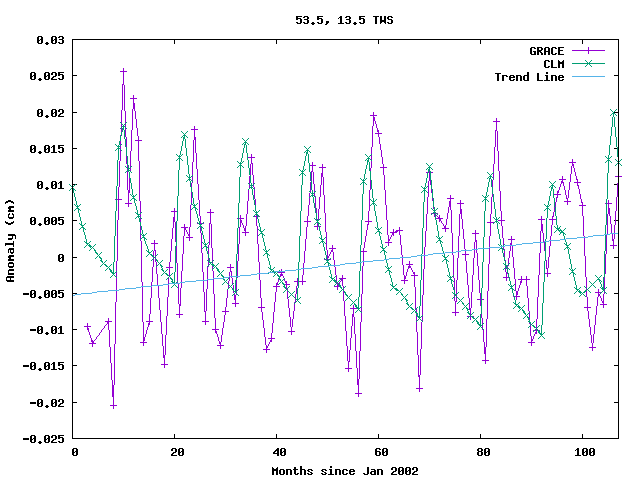 53.5, 13.5 TWS
GRACE
CLM
Trend Line
Anomaly (cm)
0.03
0.025
0.02
0.015
0.01
0.005
0
-0.005
-0.01
-0.015
-0.02
-0.025
0 20 40 60 80 100
Months since Jan 2002